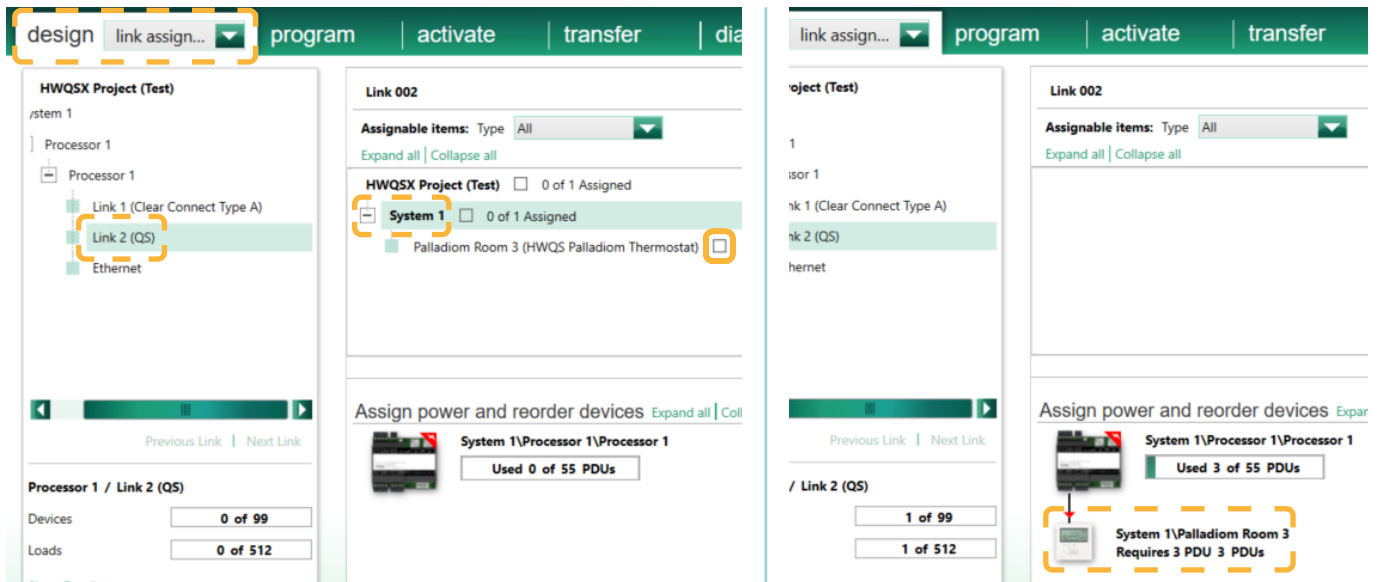 design link assign... program activate transfer dia
HWQSX Project (Test)
ystem 1
Processor 1
Processor 1
Link 1 (Clear Connect Type A)
Link 2 (QS)
Ethernet
Previous Link | Next Link
Processor 1 / Link 2 (QS)
Devices 0 of 99
Loads 0 of 512
Link 002
Assignable items: Type All
Expand all | Collapse all
HWQSX Project (Test) 0 of 1 Assigned
System 1 0 of 1 Assigned
Palladiom Room 3 (HWQS Palladiom Thermostat)
Assign power and reorder devices Expand all | Coll
System 1\Processor 1\Processor 1
Used 0 of 55 PDUs
link assign... program activate transfer
roject (Test)
1
ssor 1
nk 1 (Clear Connect Type A)
nk 2 (QS)
hernet
Previous Link | Next Link
/ Link 2 (QS)
1 of 99
1 of 512
Link 002
Assignable items: Type All
Expand all | Collapse all
Assign power and reorder devices Expar
System 1\Processor 1\Processor 1
Used 3 of 55 PDUs
System 1\Palladiom Room 3
Requires 3 PDU 3 PDUs